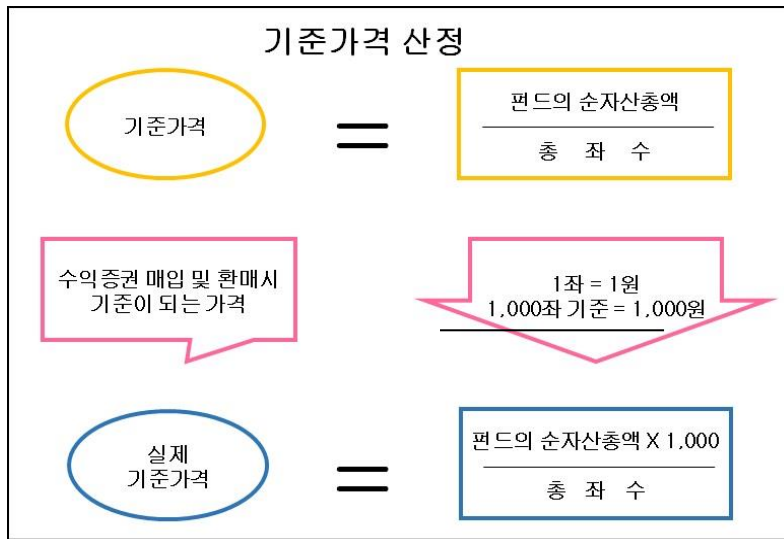 기준가격 산정
기준가격
=
펀드의 순자산총액
총 좌 수
수익증권 매입 및 환매시
기준이 되는 가격
1좌 = 1원
1,000좌 기준 = 1,000원
실제
기준가격
=
펀드의 순자산총액 X 1,000
총 좌 수